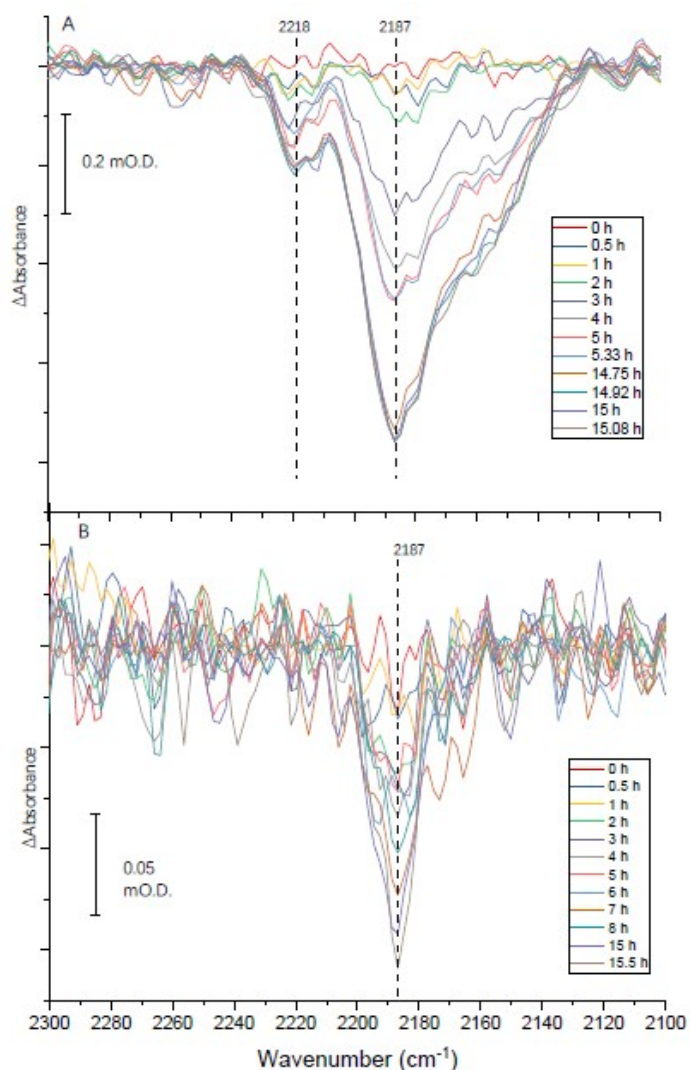 A
2218
2187
0.2 mO.D.
ΔAbsorbance
0 h
0.5 h
1 h
2 h
3 h
4 h
5 h
5.33 h
14.75 h
14.92 h
15 h
15.08 h
B
2187
ΔAbsorbance
0.05
mO.D.
0 h
0.5 h
1 h
2 h
3 h
4 h
5 h
6 h
7 h
8 h
15 h
15.5 h
2300 2280 2260 2240 2220 2200 2180 2160 2140 2120 2100
Wavenumber (cm⁻¹)